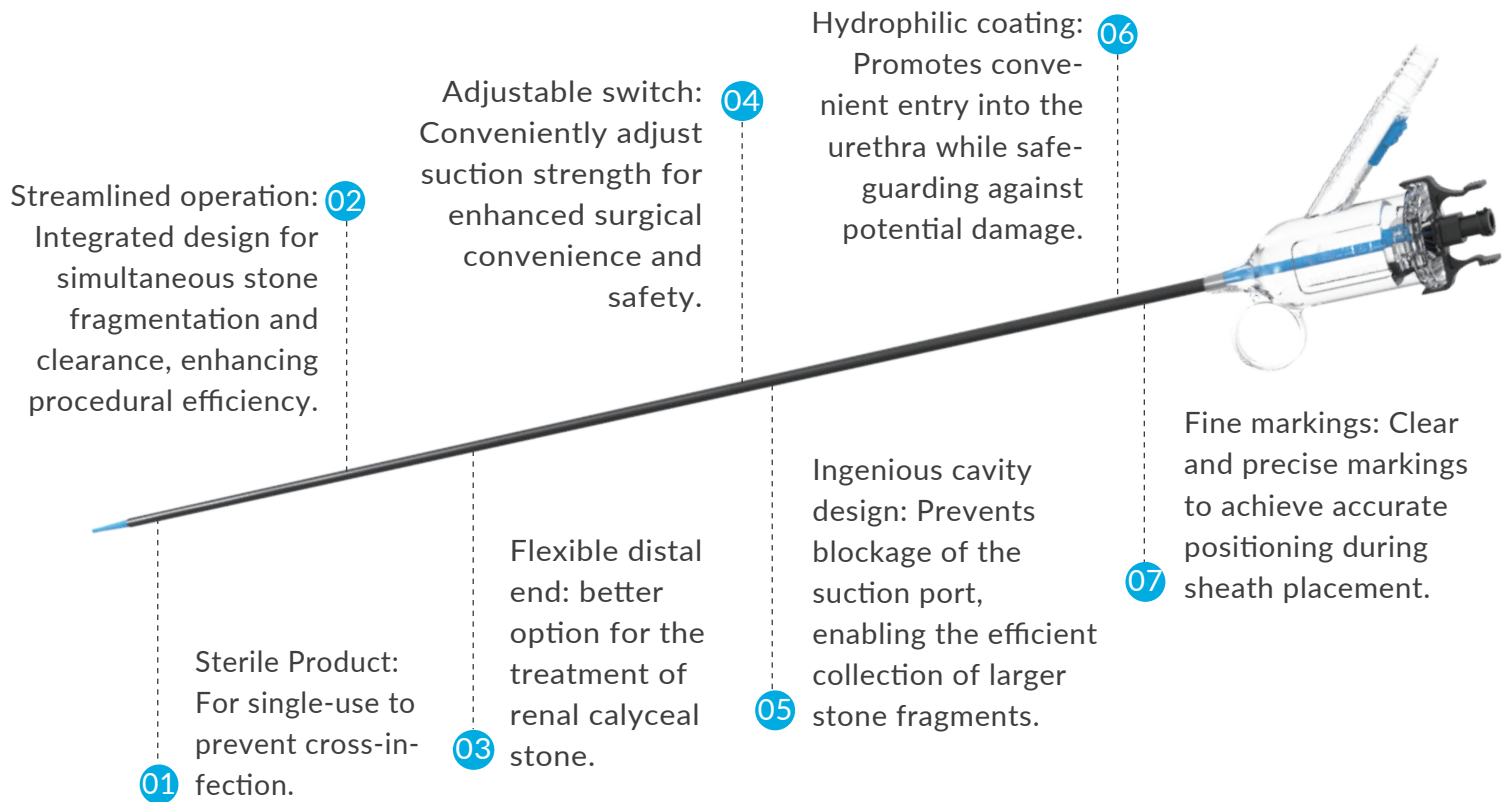 01
Sterile Product:
For single-use to
prevent cross-in-
fection.
02
Streamlined operation:
Integrated design for
simultaneous stone
fragmentation and
clearance, enhancing
procedural efficiency.
03
Flexible distal
end: better
option for the
treatment of
renal calyceal
stone.
04
Adjustable switch:
Conveniently adjust
suction strength for
enhanced surgical
convenience and
safety.
05
Ingenious cavity
design: Prevents
blockage of the
suction port,
enabling the efficient
collection of larger
stone fragments.
06
Hydrophilic coating:
Promotes conve-
nient entry into the
urethra while safe-
guarding against
potential damage.
07
Fine markings: Clear
and precise markings
to achieve accurate
positioning during
sheath placement.